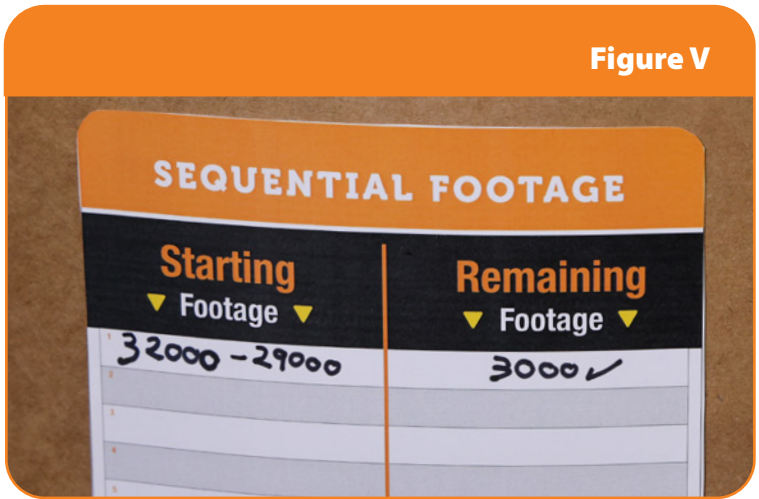 Figure V
SEQUENTIAL FOOTAGE
Starting
Footage
Remaining
Footage
1 32000 - 29000 3000 ✓
2
3
4
5